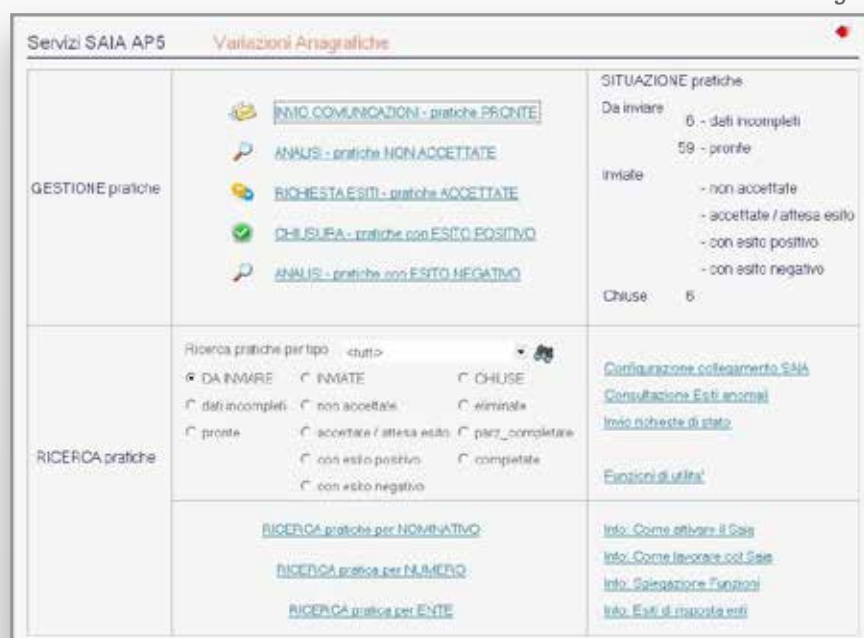 Servizi SAIA AP5
Variazioni Anagrafiche
GESTIONE pratiche
INVIO COMUNICAZIONI - pratiche PRONTE
ANALISI - pratiche NON ACCETTATE
RICHIESTA ESITI - pratiche ACCETTATE
CHIUSURA - pratiche con ESITO POSITIVO
ANALISI - pratiche con ESITO NEGATIVO
SITUAZIONE pratiche
Da inviare
6 - dati incompleti
59 - pronte
Inviate
- non accettate
- accettate / attesa esito
- con esito positivo
- con esito negativo
Chiuse 6
RICERCA pratiche
Ricerca pratiche per tipo <tutti>
DA INVIARE INVIATE CHIUSE
dati incompleti non accettate eliminate
pronte accettate / attesa esito parz_completate
con esito positivo completate
con esito negativo
Configurazione collegamento SAIA
Consultazione Esiti anomali
Invio richieste di stato
Funzioni di utilita'
RICERCA pratiche per NOMINATIVO
RICERCA pratica per NUMERO
RICERCA pratica per ENTE
Info: Come attivare il Saia
Info: Come lavorare col Saia
Info: Spiegazione Funzioni
Info: Esiti di risposta enti